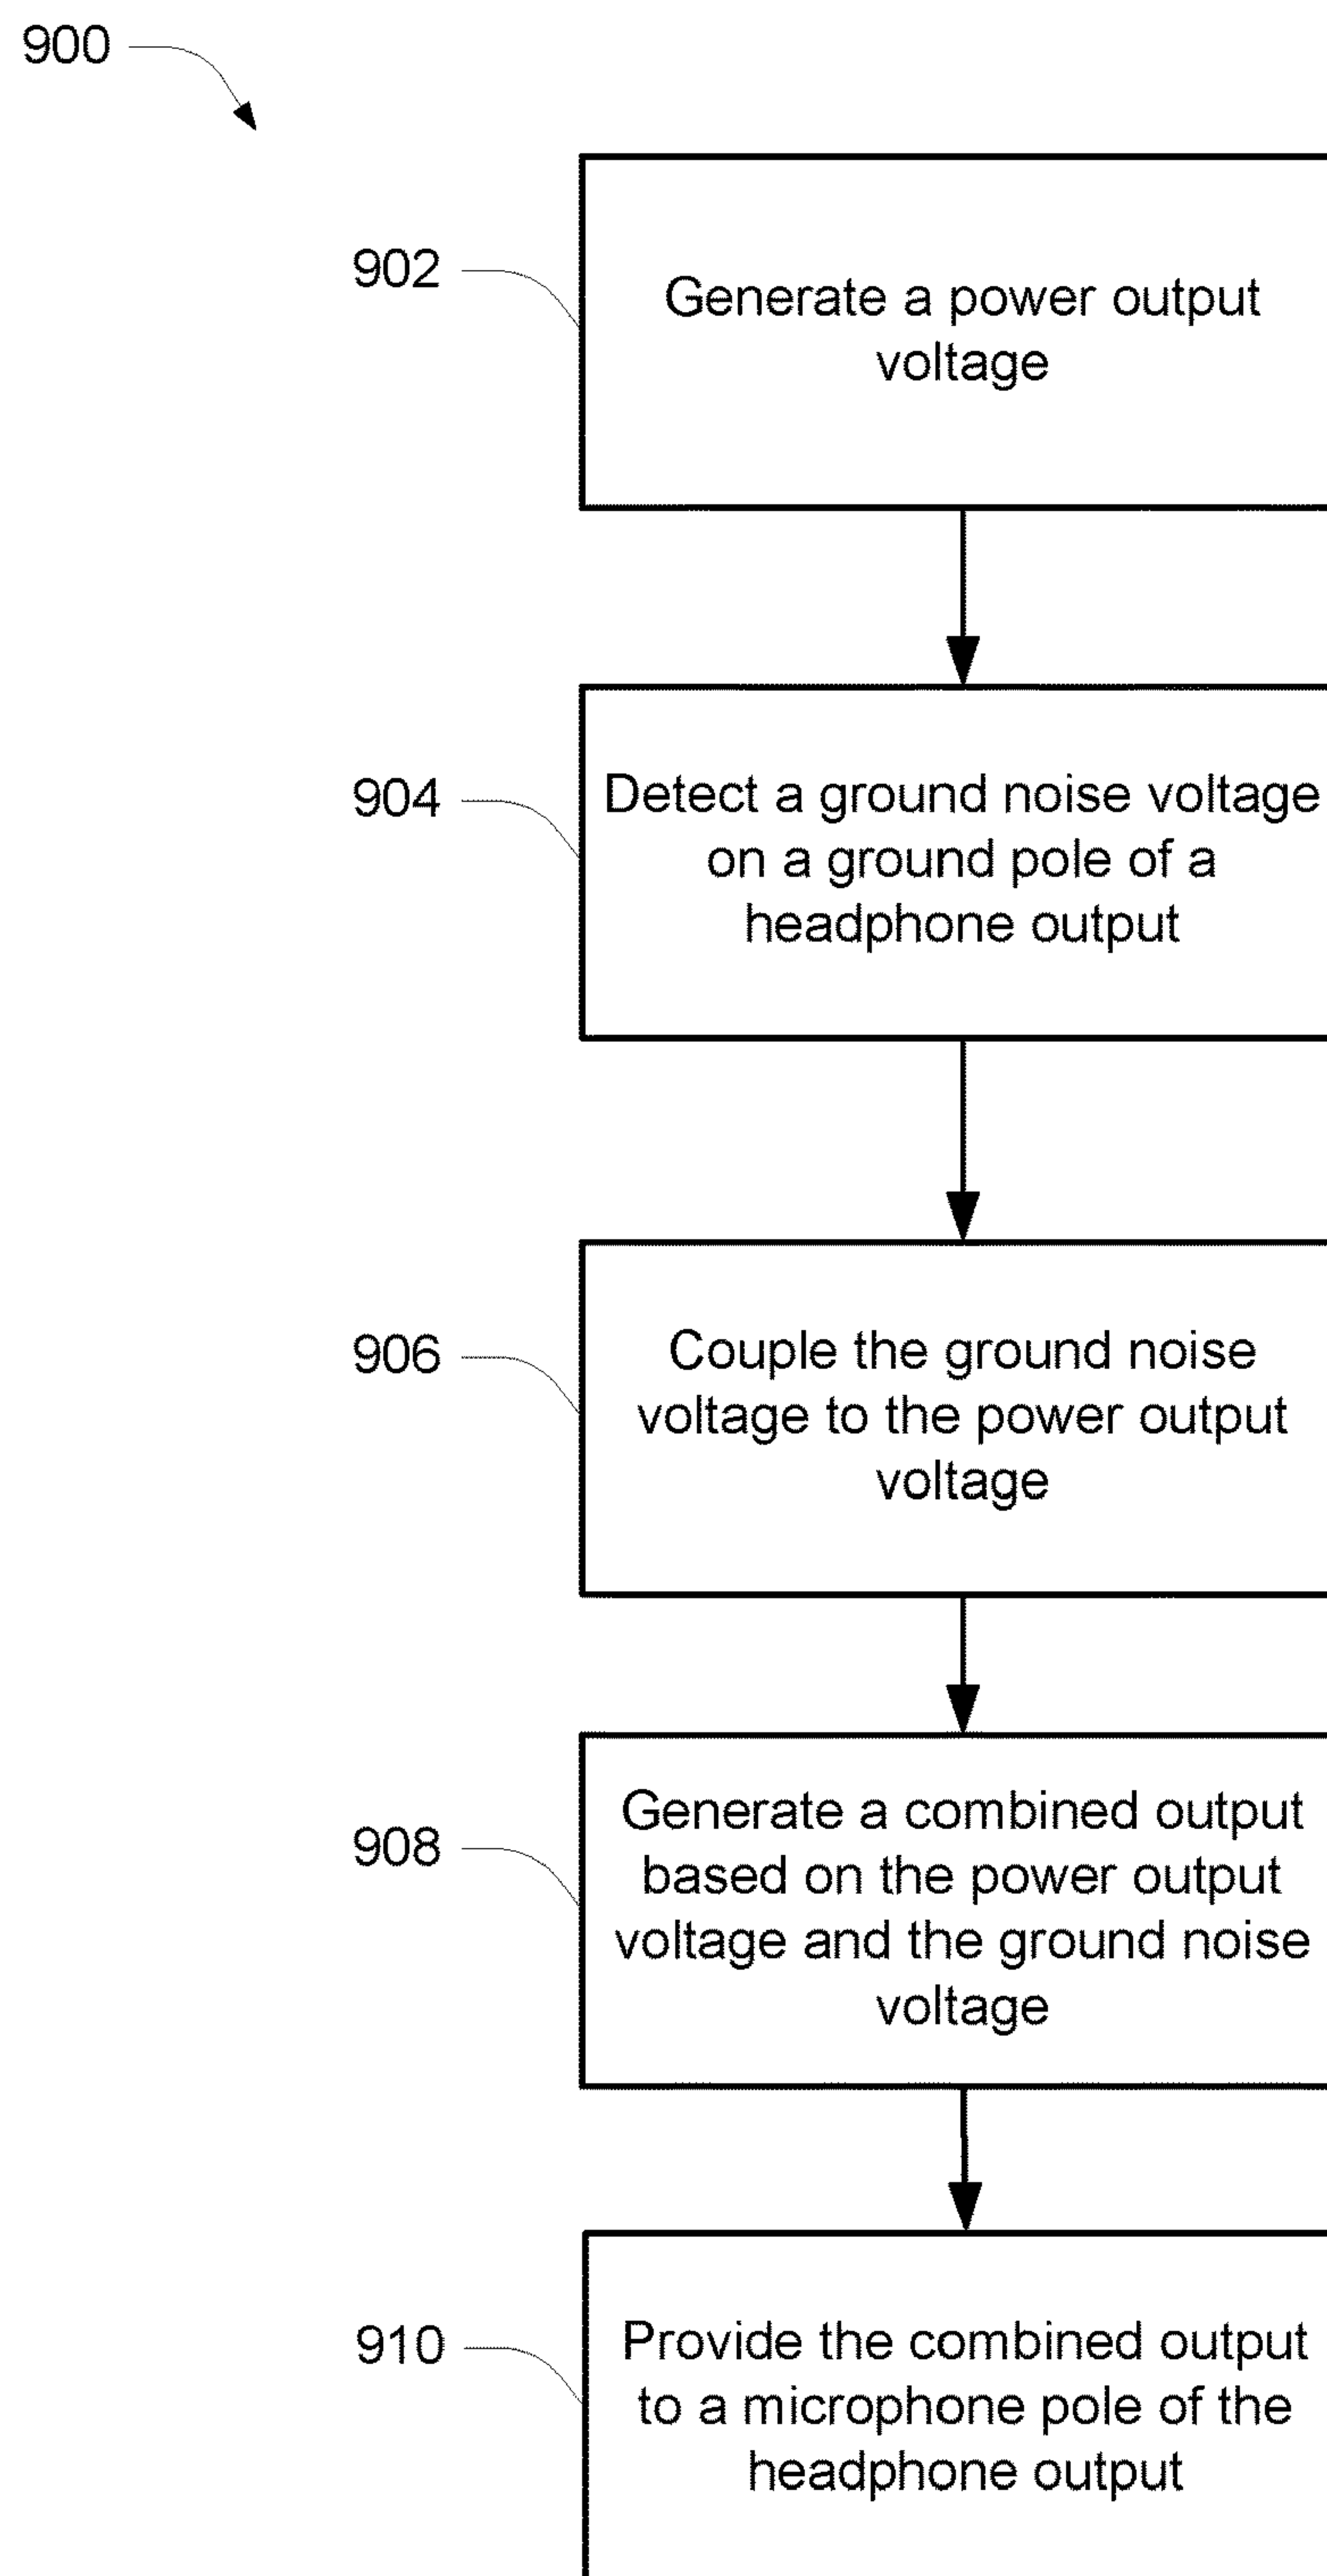 900
902
Generate a power output
voltage
904
Detect a ground noise voltage
on a ground pole of a
headphone output
906
Couple the ground noise
voltage to the power output
voltage
908
Generate a combined output
based on the power output
voltage and the ground noise
voltage
910
Provide the combined output
to a microphone pole of the
headphone output